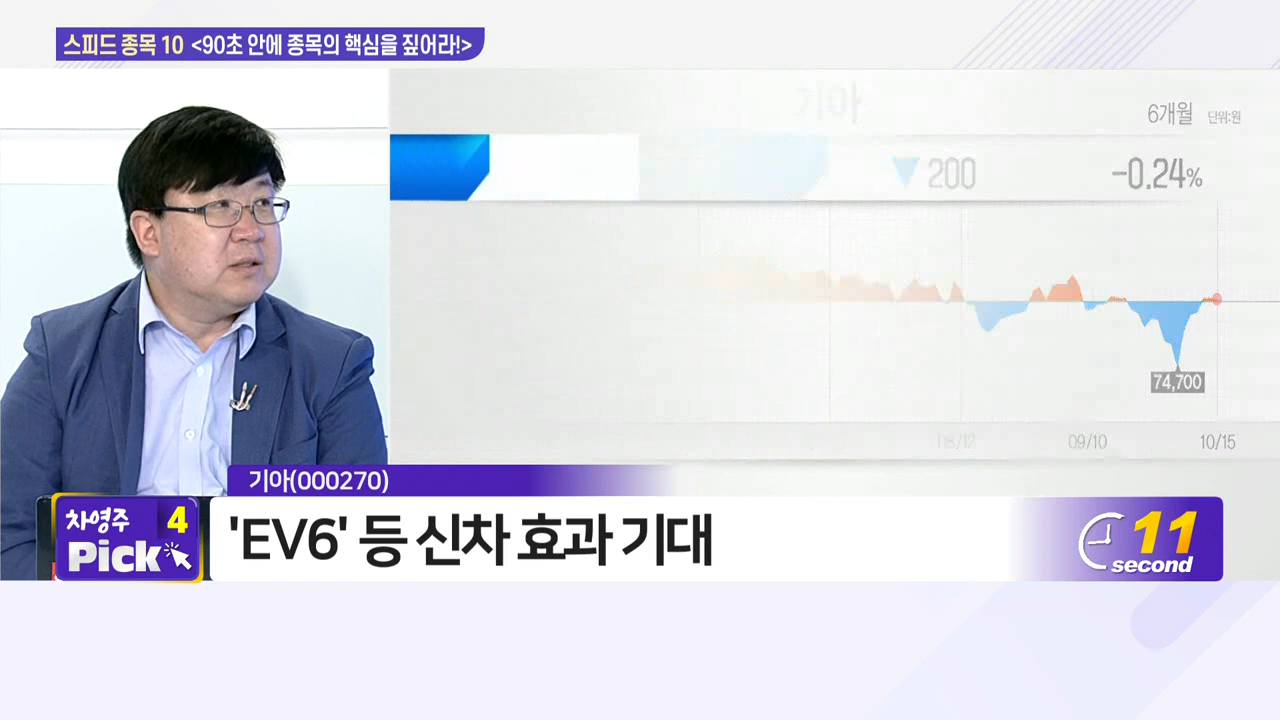 스피드 종목 10 <90초 안에 종목의 핵심을 짚어라!>
기아
6개월 단위:원
▼ 200 -0.24%
74,700
08/12 09/10 10/15
기아(000270)
차영주 4
Pick
'EV6' 등 신차 효과 기대
11
second